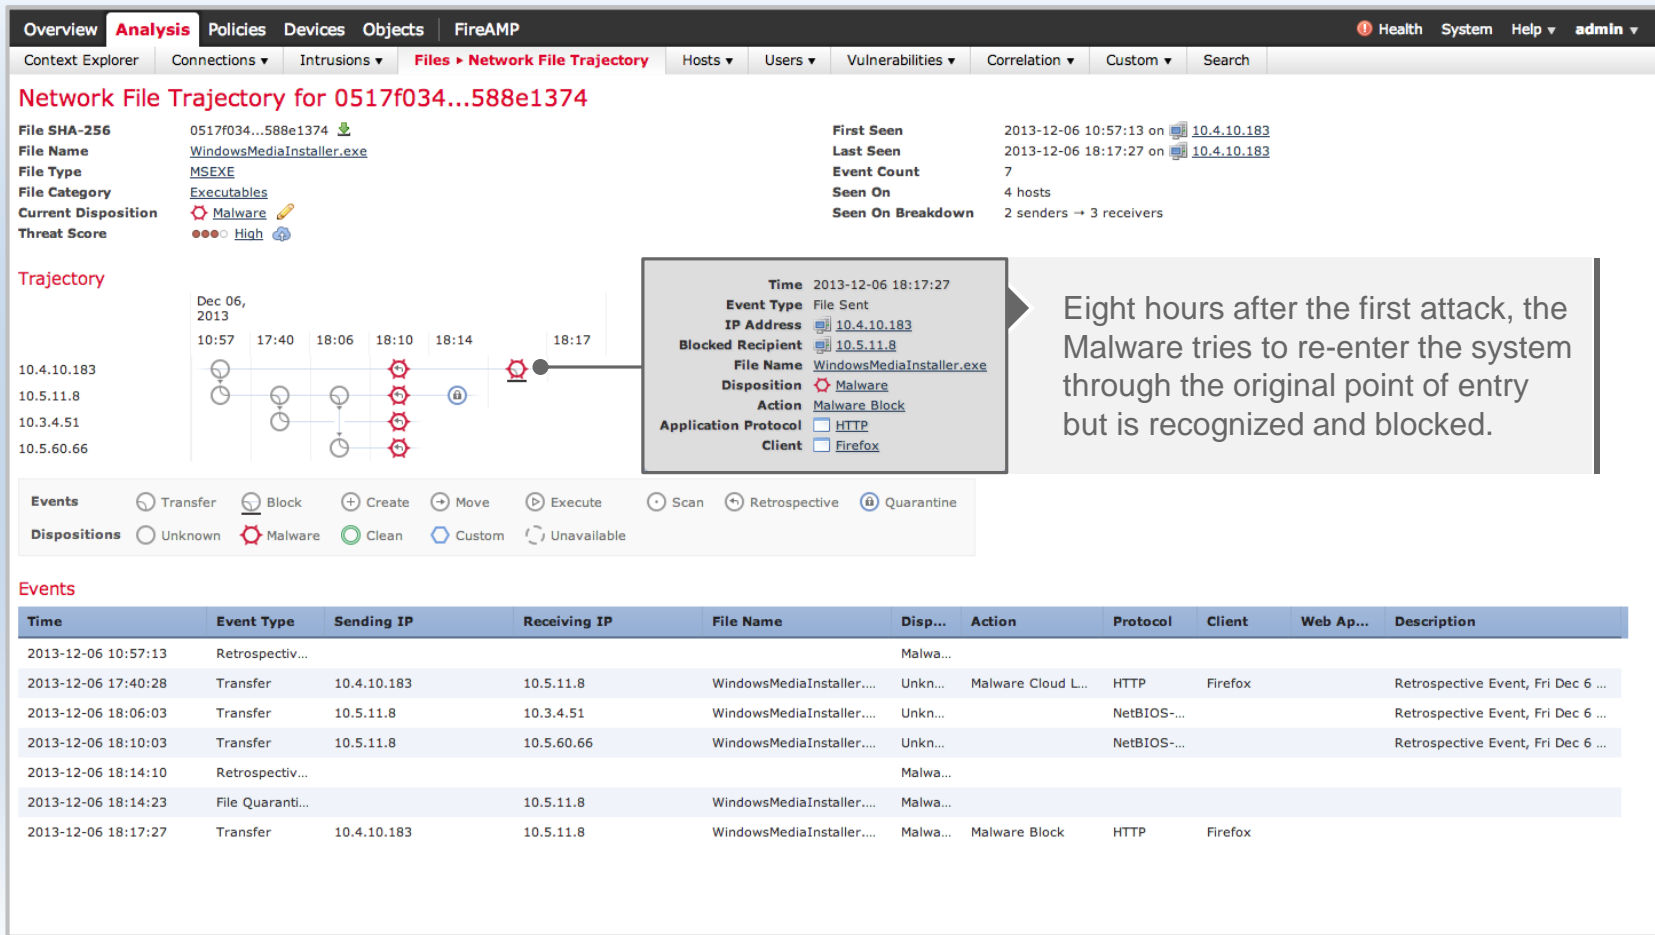 Overview Analysis Policies Devices Objects FireAMP Health System Help ▾ admin ▾
Context Explorer Connections ▾ Intrusions ▾ Files ▸ Network File Trajectory Hosts ▾ Users ▾ Vulnerabilities ▾ Correlation ▾ Custom ▾ Search
Network File Trajectory for 0517f034...588e1374
File SHA-256 0517f034...588e1374
File Name WindowsMediaInstaller.exe
File Type MSEXE
File Category Executables
Current Disposition Malware
Threat Score High
First Seen 2013-12-06 10:57:13 on 10.4.10.183
Last Seen 2013-12-06 18:17:27 on 10.4.10.183
Event Count 7
Seen On 4 hosts
Seen On Breakdown 2 senders → 3 receivers
Trajectory
Dec 06,
2013
10:57 17:40 18:06 18:10 18:14 18:17
10.4.10.183
10.5.11.8
10.3.4.51
10.5.60.66
Time 2013-12-06 18:17:27
Event Type File Sent
IP Address 10.4.10.183
Blocked Recipient 10.5.11.8
File Name WindowsMediaInstaller.exe
Disposition Malware
Action Malware Block
Application Protocol HTTP
Client Firefox
Eight hours after the first attack, the
Malware tries to re-enter the system
through the original point of entry
but is recognized and blocked.
Events Transfer Block Create Move Execute Scan Retrospective Quarantine
Dispositions Unknown Malware Clean Custom Unavailable
Events
Time Event Type Sending IP Receiving IP File Name Disp... Action Protocol Client Web Ap... Description
2013-12-06 10:57:13 Retrospectiv... Malwa...
2013-12-06 17:40:28 Transfer 10.4.10.183 10.5.11.8 WindowsMediaInstaller.... Unkn... Malware Cloud L... HTTP Firefox Retrospective Event, Fri Dec 6 ...
2013-12-06 18:06:03 Transfer 10.5.11.8 10.3.4.51 WindowsMediaInstaller.... Unkn... NetBIOS-... Retrospective Event, Fri Dec 6 ...
2013-12-06 18:10:03 Transfer 10.5.11.8 10.5.60.66 WindowsMediaInstaller.... Unkn... NetBIOS-... Retrospective Event, Fri Dec 6 ...
2013-12-06 18:14:10 Retrospectiv... Malwa...
2013-12-06 18:14:23 File Quaranti... 10.5.11.8 WindowsMediaInstaller.... Malwa...
2013-12-06 18:17:27 Transfer 10.4.10.183 10.5.11.8 WindowsMediaInstaller.... Malwa... Malware Block HTTP Firefox